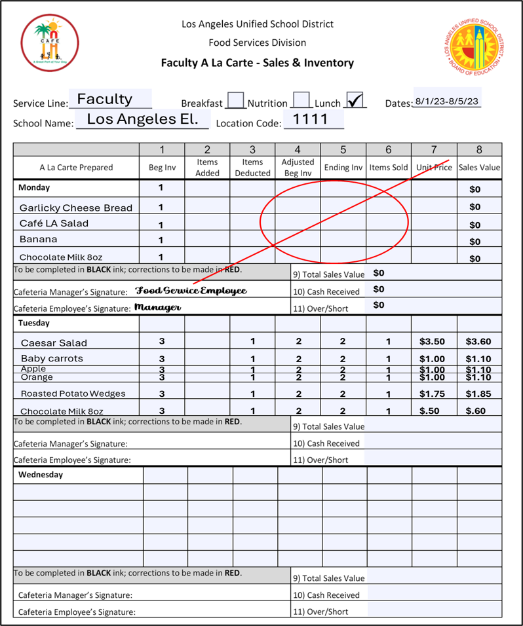 Los Angeles Unified School District
Food Services Division
Faculty A La Carte - Sales & Inventory
CAFE LA
LOS ANGELES UNIFIED SCHOOL DISTRICT
BOARD OF EDUCATION
Service Line: Faculty Breakfast Nutrition Lunch ✓ Dates: 8/1/23-8/5/23
School Name: Los Angeles El. Location Code: 1111
1 2 3 4 5 6 7 8
A La Carte Prepared Beg Inv Items Added Items Deducted Adjusted Beg Inv Ending Inv Items Sold Unit Price Sales Value
Monday 1 $0
Garlicky Cheese Bread 1 $0
Café LA Salad 1 $0
Banana 1 $0
Chocolate Milk 8oz 1 $0
To be completed in BLACK ink; corrections to be made in RED. 9) Total Sales Value $0
Cafeteria Manager's Signature: Food Service Employee 10) Cash Received $0
Cafeteria Employee's Signature: Manager 11) Over/Short $0
Tuesday
Caesar Salad 3 1 2 2 1 $3.50 $3.60
Baby carrots 3 1 2 2 1 $1.00 $1.10
Apple 3 1 2 2 1 $1.00 $1.10
Orange 3 1 2 2 1 $1.00 $1.10
Roasted Potato Wedges 3 1 2 2 1 $1.75 $1.85
Chocolate Milk 8oz 3 1 2 2 1 $.50 $.60
To be completed in BLACK ink; corrections to be made in RED. 9) Total Sales Value
Cafeteria Manager's Signature: 10) Cash Received
Cafeteria Employee's Signature: 11) Over/Short
Wednesday
To be completed in BLACK ink; corrections to be made in RED. 9) Total Sales Value
Cafeteria Manager's Signature: 10) Cash Received
Cafeteria Employee's Signature: 11) Over/Short